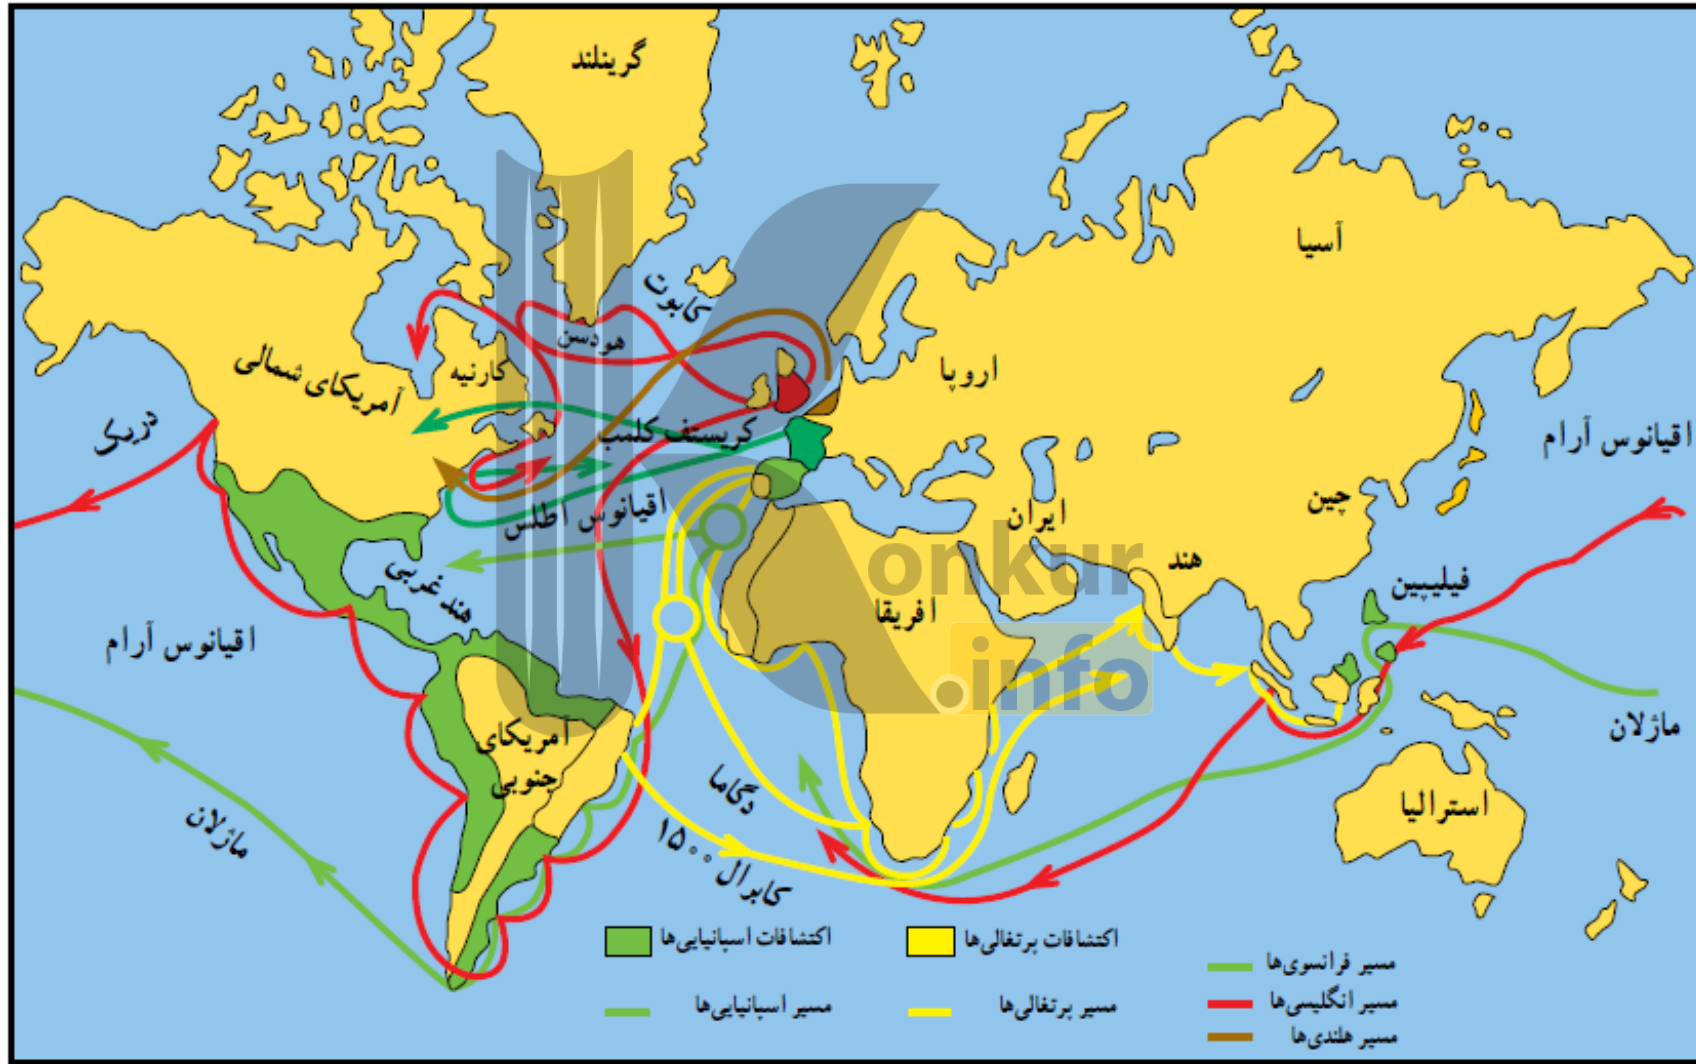 گرینلند
آسیا
کابوت
هودسن
کارتیه
آمریکای شمالی
اروپا
دریک
کریستف کلمب
اقیانوس آرام
اقیانوس اطلس
چین
ایران
هند
هند غربی
افریقا
فیلیپین
اقیانوس آرام
onkur
.info
آمریکای
جنوبی
ماژلان
دگاما
استرالیا
ماژلان
کابرال ۱۵۰۰
اکتشافات اسپانیایی‌ها
اکتشافات پرتغالی‌ها
مسیر فرانسوی‌ها
مسیر اسپانیایی‌ها
مسیر پرتغالی‌ها
مسیر انگلیسی‌ها
مسیر هلندی‌ها